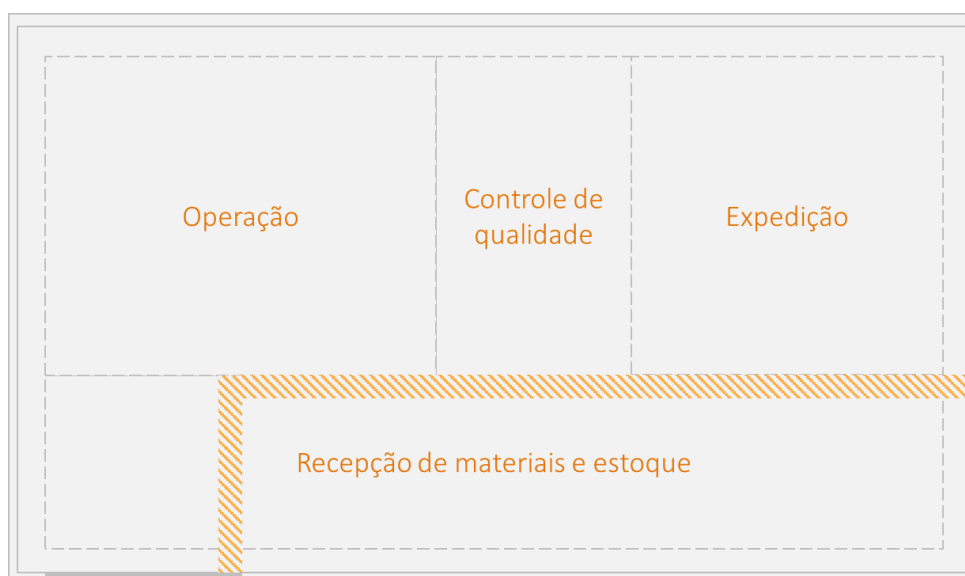 Operação
Controle de
qualidade
Expedição
Recepção de materiais e estoque